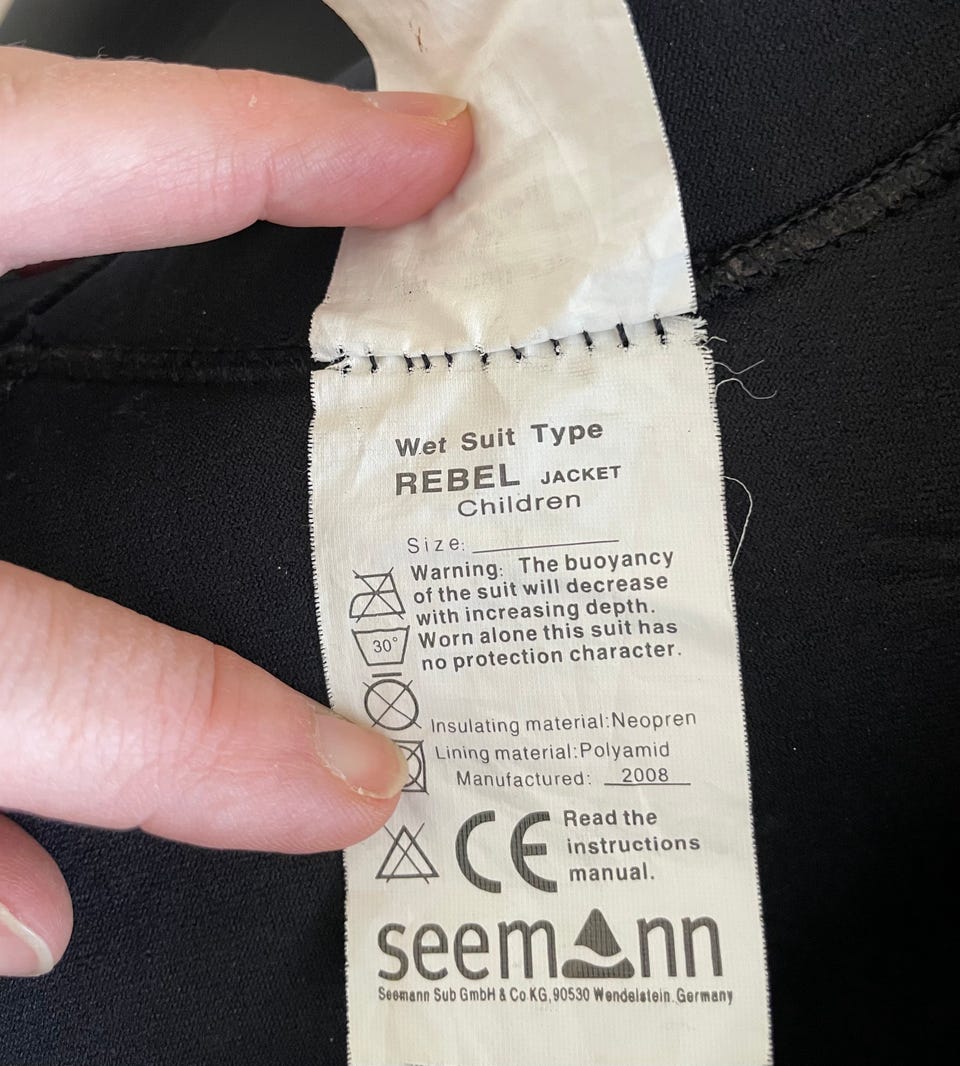 Wet Suit Type
REBEL JACKET
Children
Size:
Warning: The buoyancy
of the suit will decrease
with increasing depth.
Worn alone this suit has
no protection character.
30°
Insulating material:Neopren
Lining material:Polyamid
Manufactured: 2008
CE
Read the
instructions
manual.
seemann
Seemann Sub GmbH & Co KG, 90530 Wendelstein. Germany